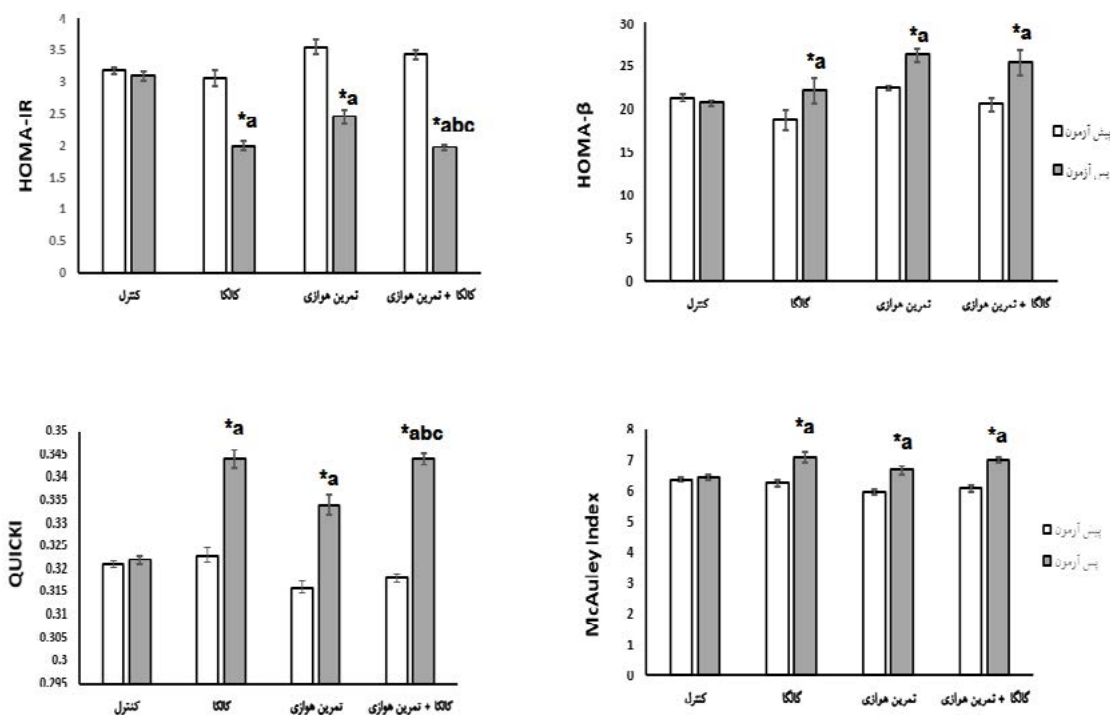 HOMA-IR
4
3.5
3
2.5
2
1.5
1
0.5
0
*a
*a
*abc
کنترل
کالگا
تمرین هوازی
کالگا + تمرین هوازی
HOMA-β
30
25
20
15
10
5
0
*a
*a
*a
کنترل
کالگا
تمرین هوازی
کالگا + تمرین هوازی
پیش آزمون
پس آزمون
QUICKI
0.35
0.345
0.34
0.335
0.33
0.325
0.32
0.315
0.31
0.305
0.3
0.295
*a
*a
*abc
کنترل
کالگا
تمرین هوازی
کالگا + تمرین هوازی
McAuley Index
8
7
6
5
4
3
2
1
0
*a
*a
*a
کنترل
کالگا
تمرین هوازی
کالگا + تمرین هوازی
پیش آزمون
پس آزمون